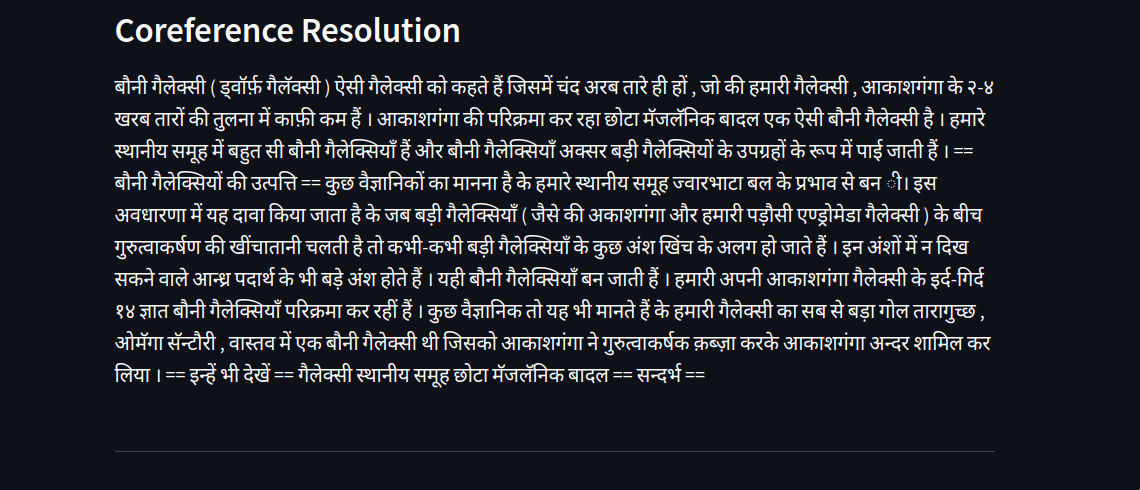 Coreference Resolution
बौनी गैलेक्सी ( ड्वॉर्फ़ गैलॅक्सी ) ऐसी गैलेक्सी को कहते हैं जिसमें चंद अरब तारे ही हों , जो की हमारी गैलेक्सी , आकाशगंगा के २-४
खरब तारों की तुलना में काफ़ी कम हैं । आकाशगंगा की परिक्रमा कर रहा छोटा मॅजलॅनिक बादल एक ऐसी बौनी गैलेक्सी है । हमारे
स्थानीय समूह में बहुत सी बौनी गैलेक्सियाँ हैं और बौनी गैलेक्सियाँ अक्सर बड़ी गैलेक्सियों के उपग्रहों के रूप में पाई जाती हैं । ==
बौनी गैलेक्सियों की उत्पत्ति == कुछ वैज्ञानिकों का मानना है के हमारे स्थानीय समूह ज्वारभाटा बल के प्रभाव से बन ी। इस
अवधारणा में यह दावा किया जाता है के जब बड़ी गैलेक्सियाँ ( जैसे की अकाशगंगा और हमारी पड़ौसी एण्ड्रोमेडा गैलेक्सी ) के बीच
गुरुत्वाकर्षण की खींचातानी चलती है तो कभी-कभी बड़ी गैलेक्सियाँ के कुछ अंश खिंच के अलग हो जाते हैं । इन अंशों में न दिख
सकने वाले आन्ध्र पदार्थ के भी बड़े अंश होते हैं । यही बौनी गैलेक्सियाँ बन जाती हैं । हमारी अपनी आकाशगंगा गैलेक्सी के इर्द-गिर्द
१४ ज्ञात बौनी गैलेक्सियाँ परिक्रमा कर रहीं हैं । कुछ वैज्ञानिक तो यह भी मानते हैं के हमारी गैलेक्सी का सब से बड़ा गोल तारागुच्छ ,
ओमॅगा सॅन्टौरी , वास्तव में एक बौनी गैलेक्सी थी जिसको आकाशगंगा ने गुरुत्वाकर्षक क़ब्ज़ा करके आकाशगंगा अन्दर शामिल कर
लिया । == इन्हें भी देखें == गैलेक्सी स्थानीय समूह छोटा मॅजलॅनिक बादल == सन्दर्भ ==